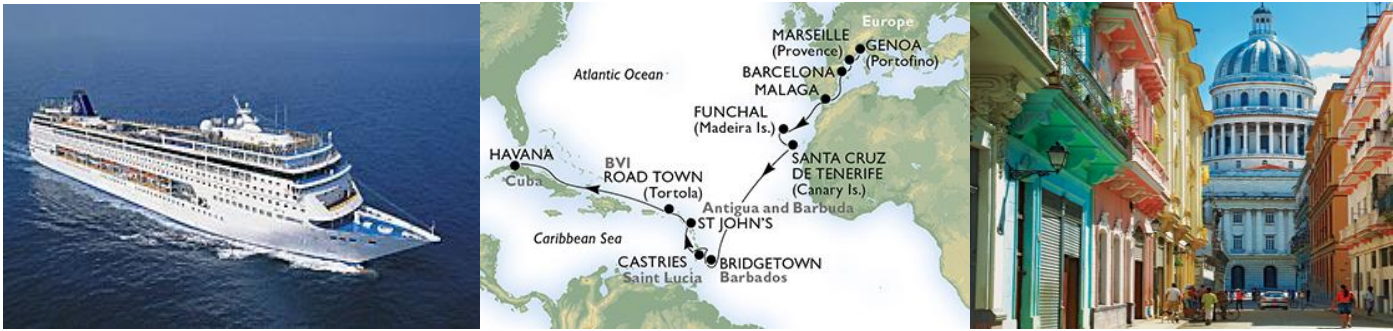 Europe
MARSEILLE
(Provence)
GENOA
(Portofino)
Atlantic Ocean
BARCELONA
MALAGA
FUNCHAL
(Madeira Is.)
SANTA CRUZ
DE TENERIFE
(Canary Is.)
HAVANA
Cuba
BVI
ROAD TOWN
(Tortola)
Antigua and Barbuda
ST JOHN'S
Caribbean Sea
CASTRIES
Saint Lucia
BRIDGETOWN
Barbados